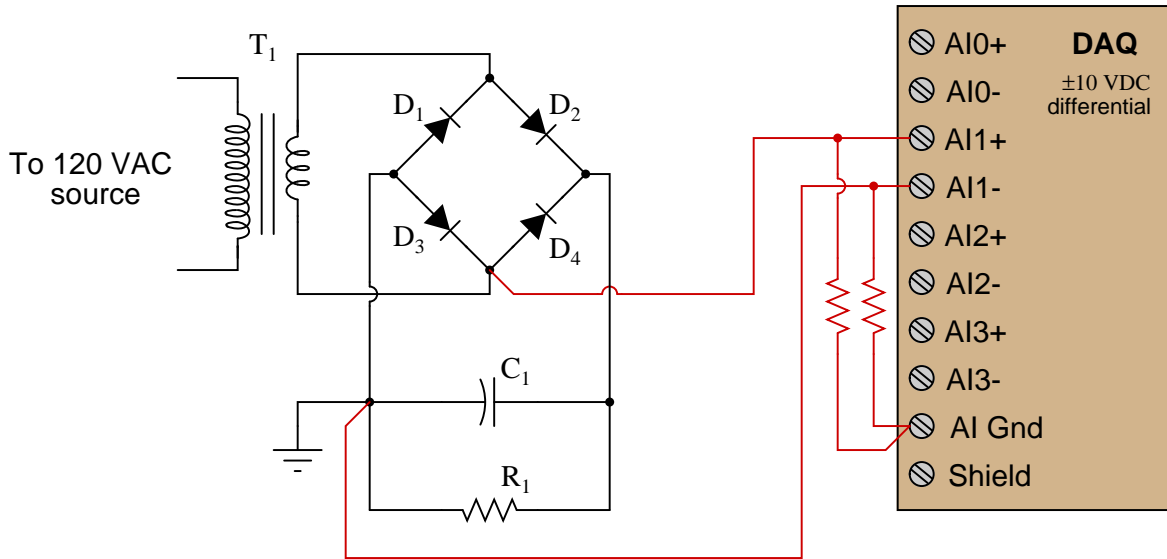 T1
D1
D2
D3
D4
To 120 VAC
source
C1
R1
DAQ
±10 VDC
differential
AI0+
AI0-
AI1+
AI1-
AI2+
AI2-
AI3+
AI3-
AI Gnd
Shield